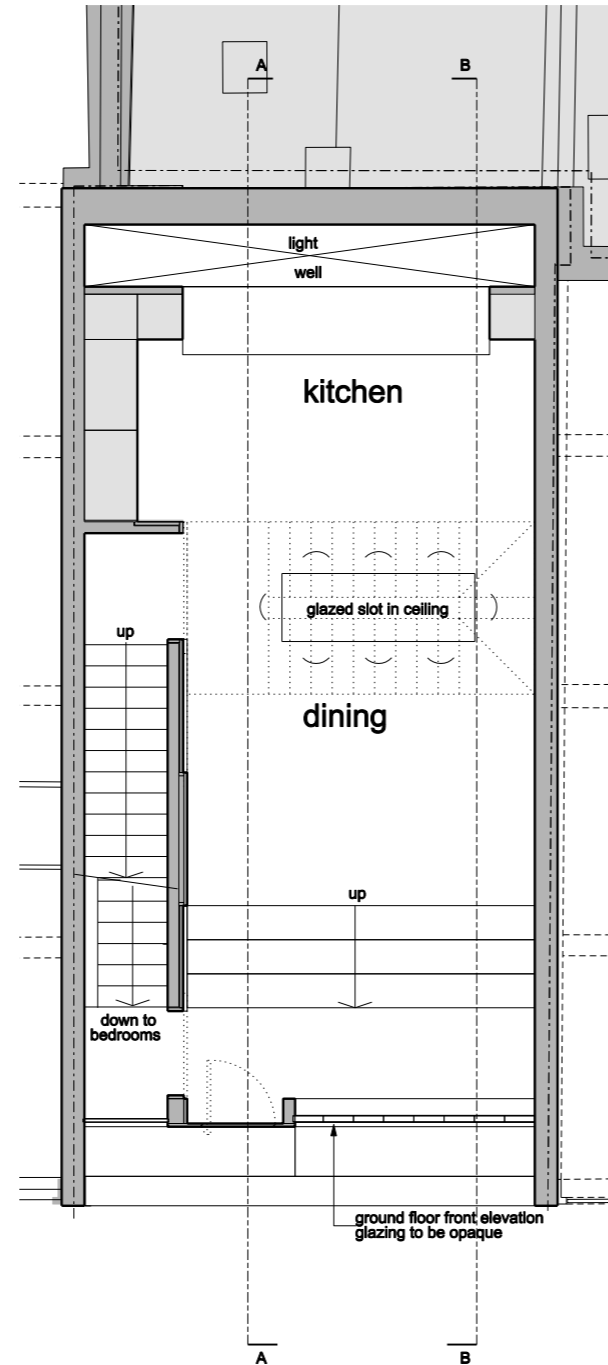 A
B
light
well
kitchen
glazed slot in ceiling
up
dining
up
down to
bedrooms
ground floor front elevation
glazing to be opaque
A
B